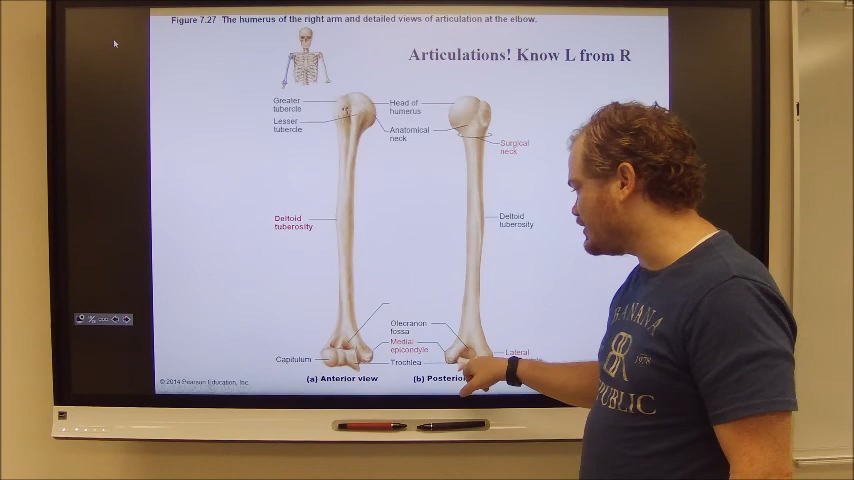 Figure 7.27 The humerus of the right arm and detailed views of articulation at the elbow.
Articulations! Know L from R
Greater
tubercle
Lesser
tubercle
Head of
humerus
Anatomical
neck
Surgical
neck
Deltoid
tuberosity
Deltoid
tuberosity
Olecranon
fossa
Medial
epicondyle
Capitulum
Trochlea
Lateral
(a) Anterior view
(b) Posterio
© 2014 Pearson Education, Inc.
BANANA
BR
1978
REPUBLIC